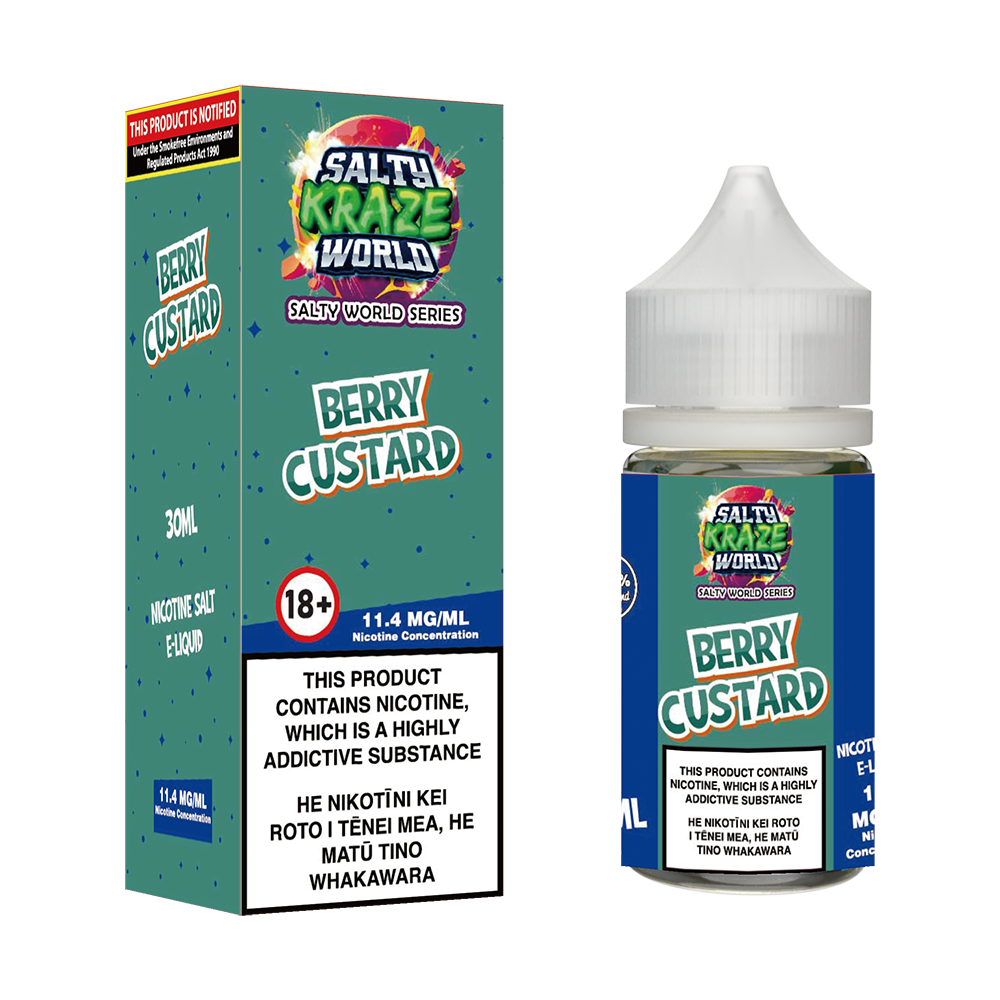 THIS PRODUCT IS NOTIFIED
Under the Smokefree Environments and
Regulated Products Act 1990
BERRY
CUSTARD
30ML
NICOTINE SALT
E-LIQUID
11.4 MG/ML
Nicotine Concentration
SALTY
KRAZE
WORLD
SALTY WORLD SERIES
BERRY
CUSTARD
18+
11.4 MG/ML
Nicotine Concentration
THIS PRODUCT
CONTAINS NICOTINE,
WHICH IS A HIGHLY
ADDICTIVE SUBSTANCE
HE NIKOTĪNI KEI
ROTO I TĒNEI MEA, HE
MATŪ TINO
WHAKAWARA
SALTY
KRAZE
WORLD
SALTY WORLD SERIES
BERRY
CUSTARD
THIS PRODUCT CONTAINS
NICOTINE, WHICH IS A HIGHLY
ADDICTIVE SUBSTANCE
HE NIKOTĪNI KEI ROTO
I TĒNEI MEA, HE MATŪ
TINO WHAKAWARA
ML